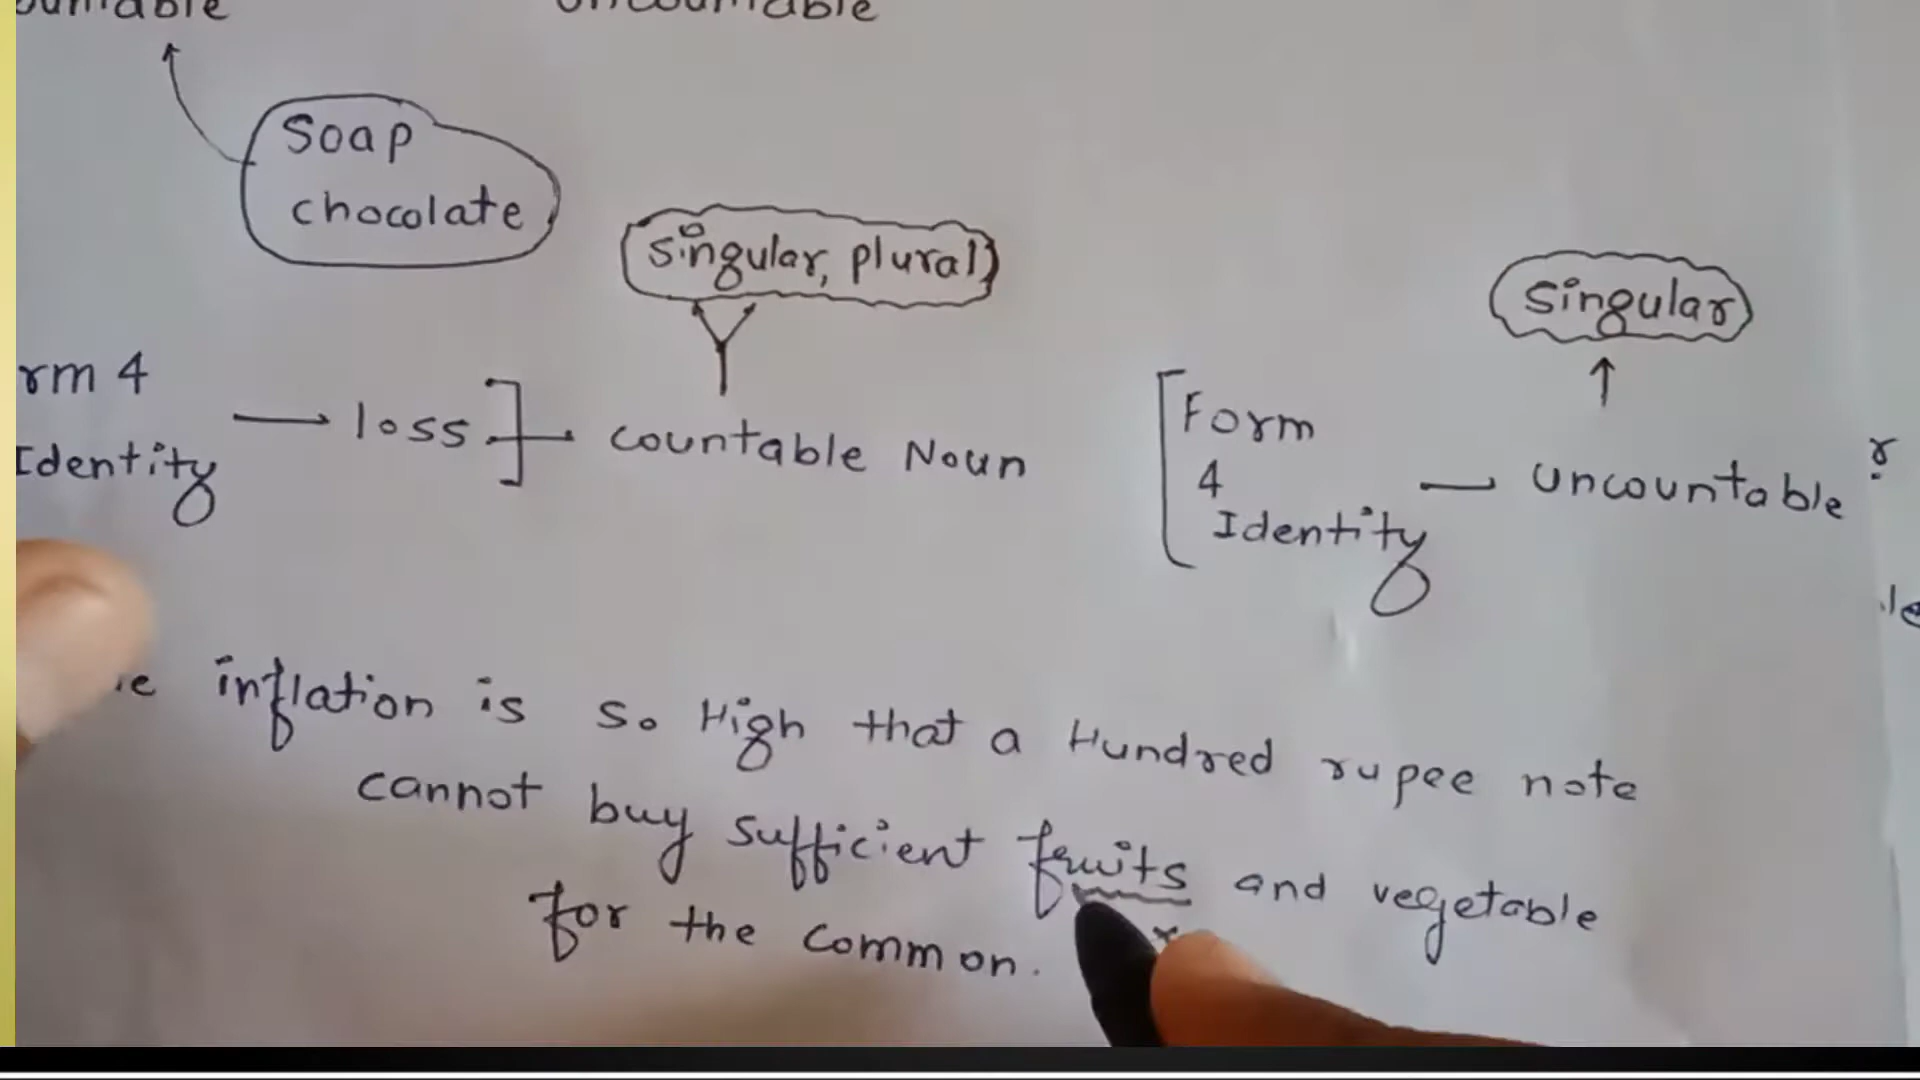 Soap
chocolate
Singular, plural
Singular
rm 4
Identity
loss
countable Noun
Form
4
Identity
uncountable
inflation is so High that a Hundred rupee note
cannot buy sufficient fruits and vegetable
for the common.